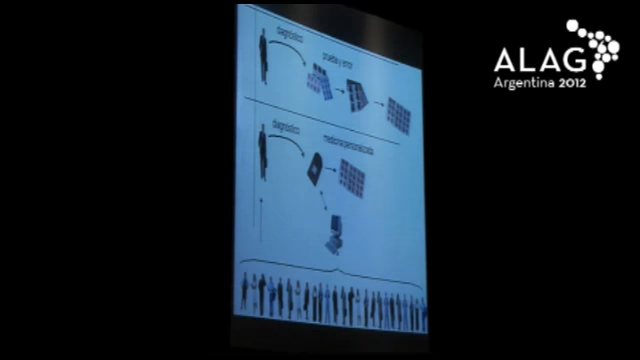 diagnóstico
prueba y error
diagnóstico
medicina personalizada
ALAG
Argentina 2012